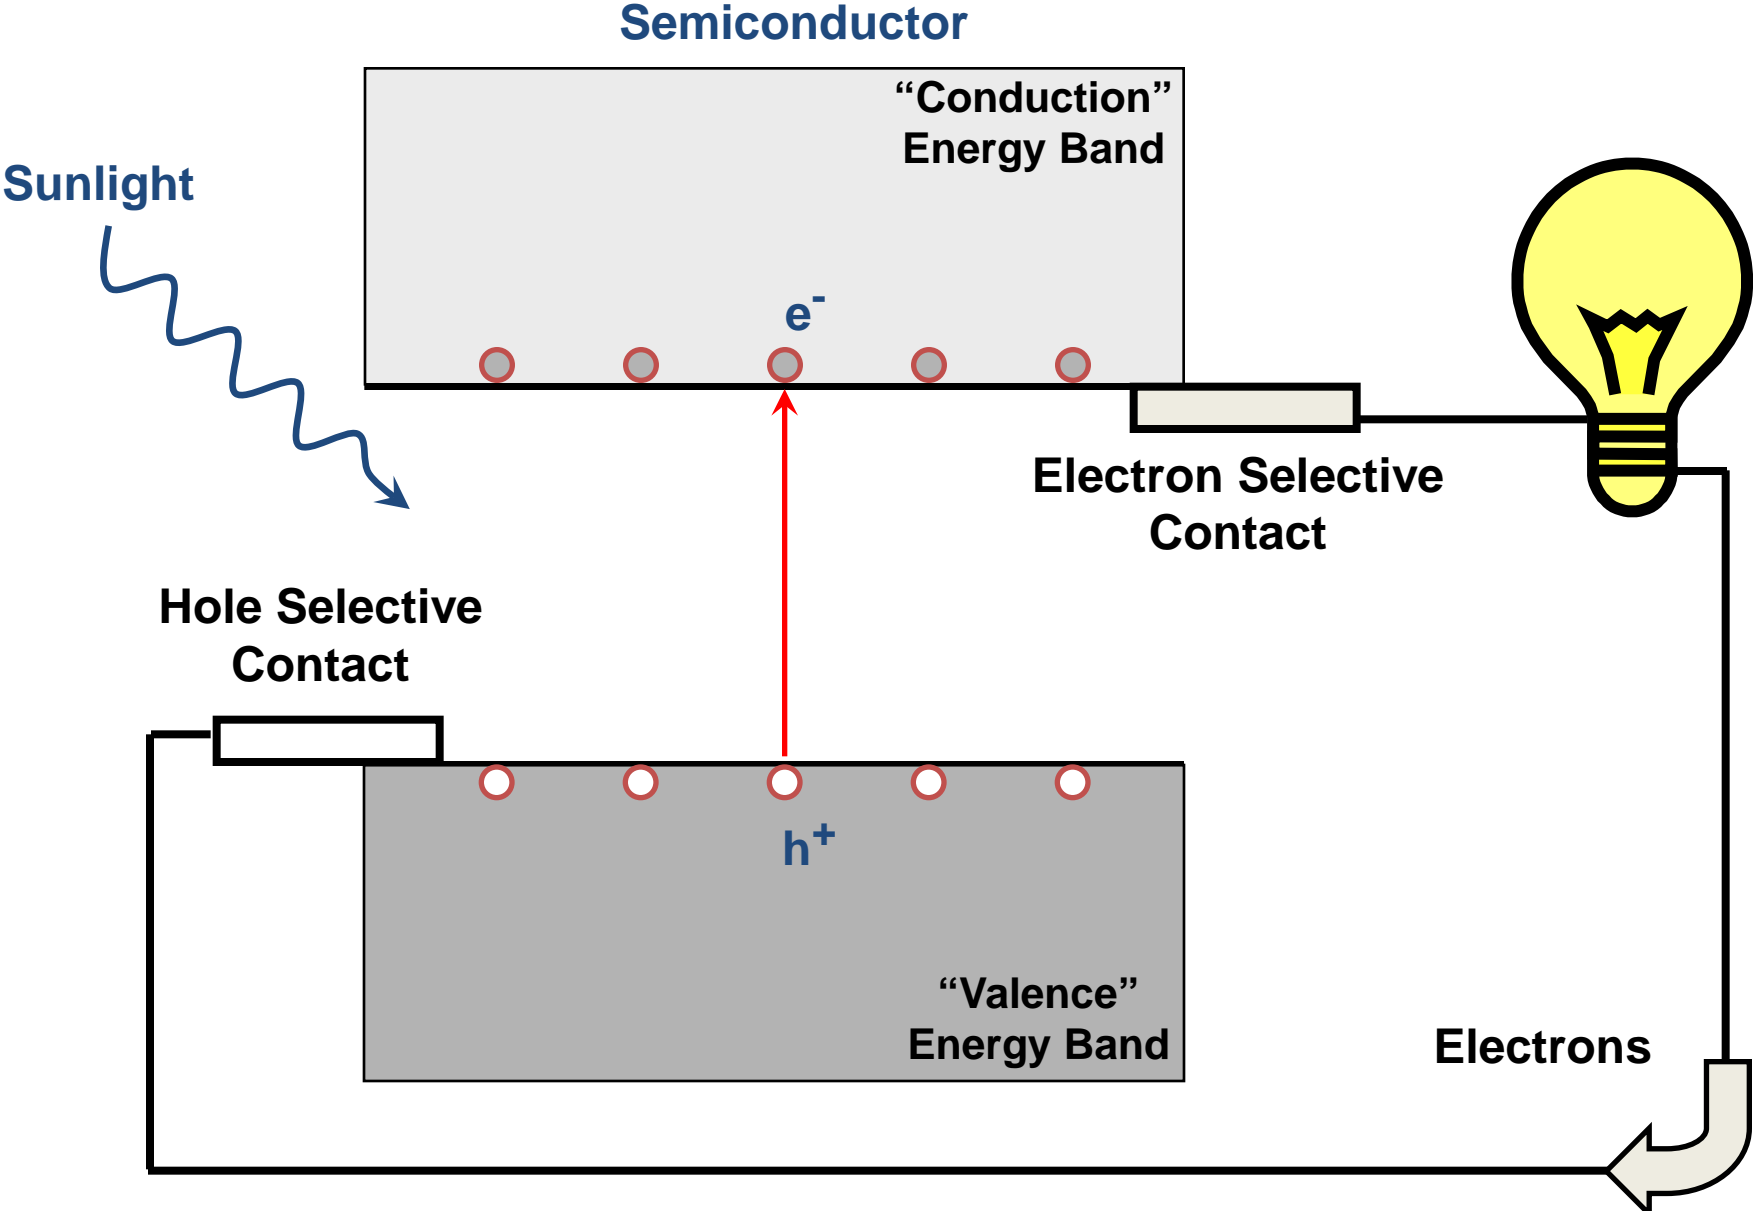 Semiconductor
“Conduction”
Energy Band
Sunlight
e-
Electron Selective
Contact
Hole Selective
Contact
h+
“Valence”
Energy Band
Electrons